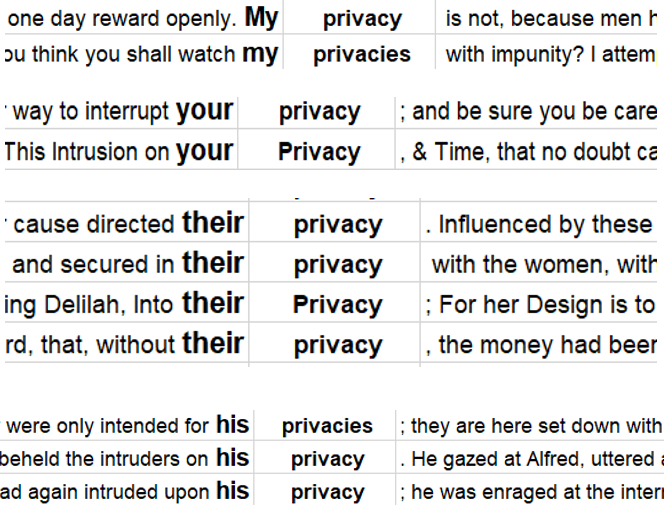 one day reward openly. My privacy is not, because men h
ou think you shall watch my privacies with impunity? I attem
way to interrupt your privacy ; and be sure you be care
This Intrusion on your Privacy , & Time, that no doubt ca
cause directed their privacy . Influenced by these
and secured in their privacy with the women, with
ing Delilah, Into their Privacy ; For her Design is to
rd, that, without their privacy , the money had been
were only intended for his privacies ; they are here set down with
beheld the intruders on his privacy . He gazed at Alfred, uttered a
ad again intruded upon his privacy ; he was enraged at the inter